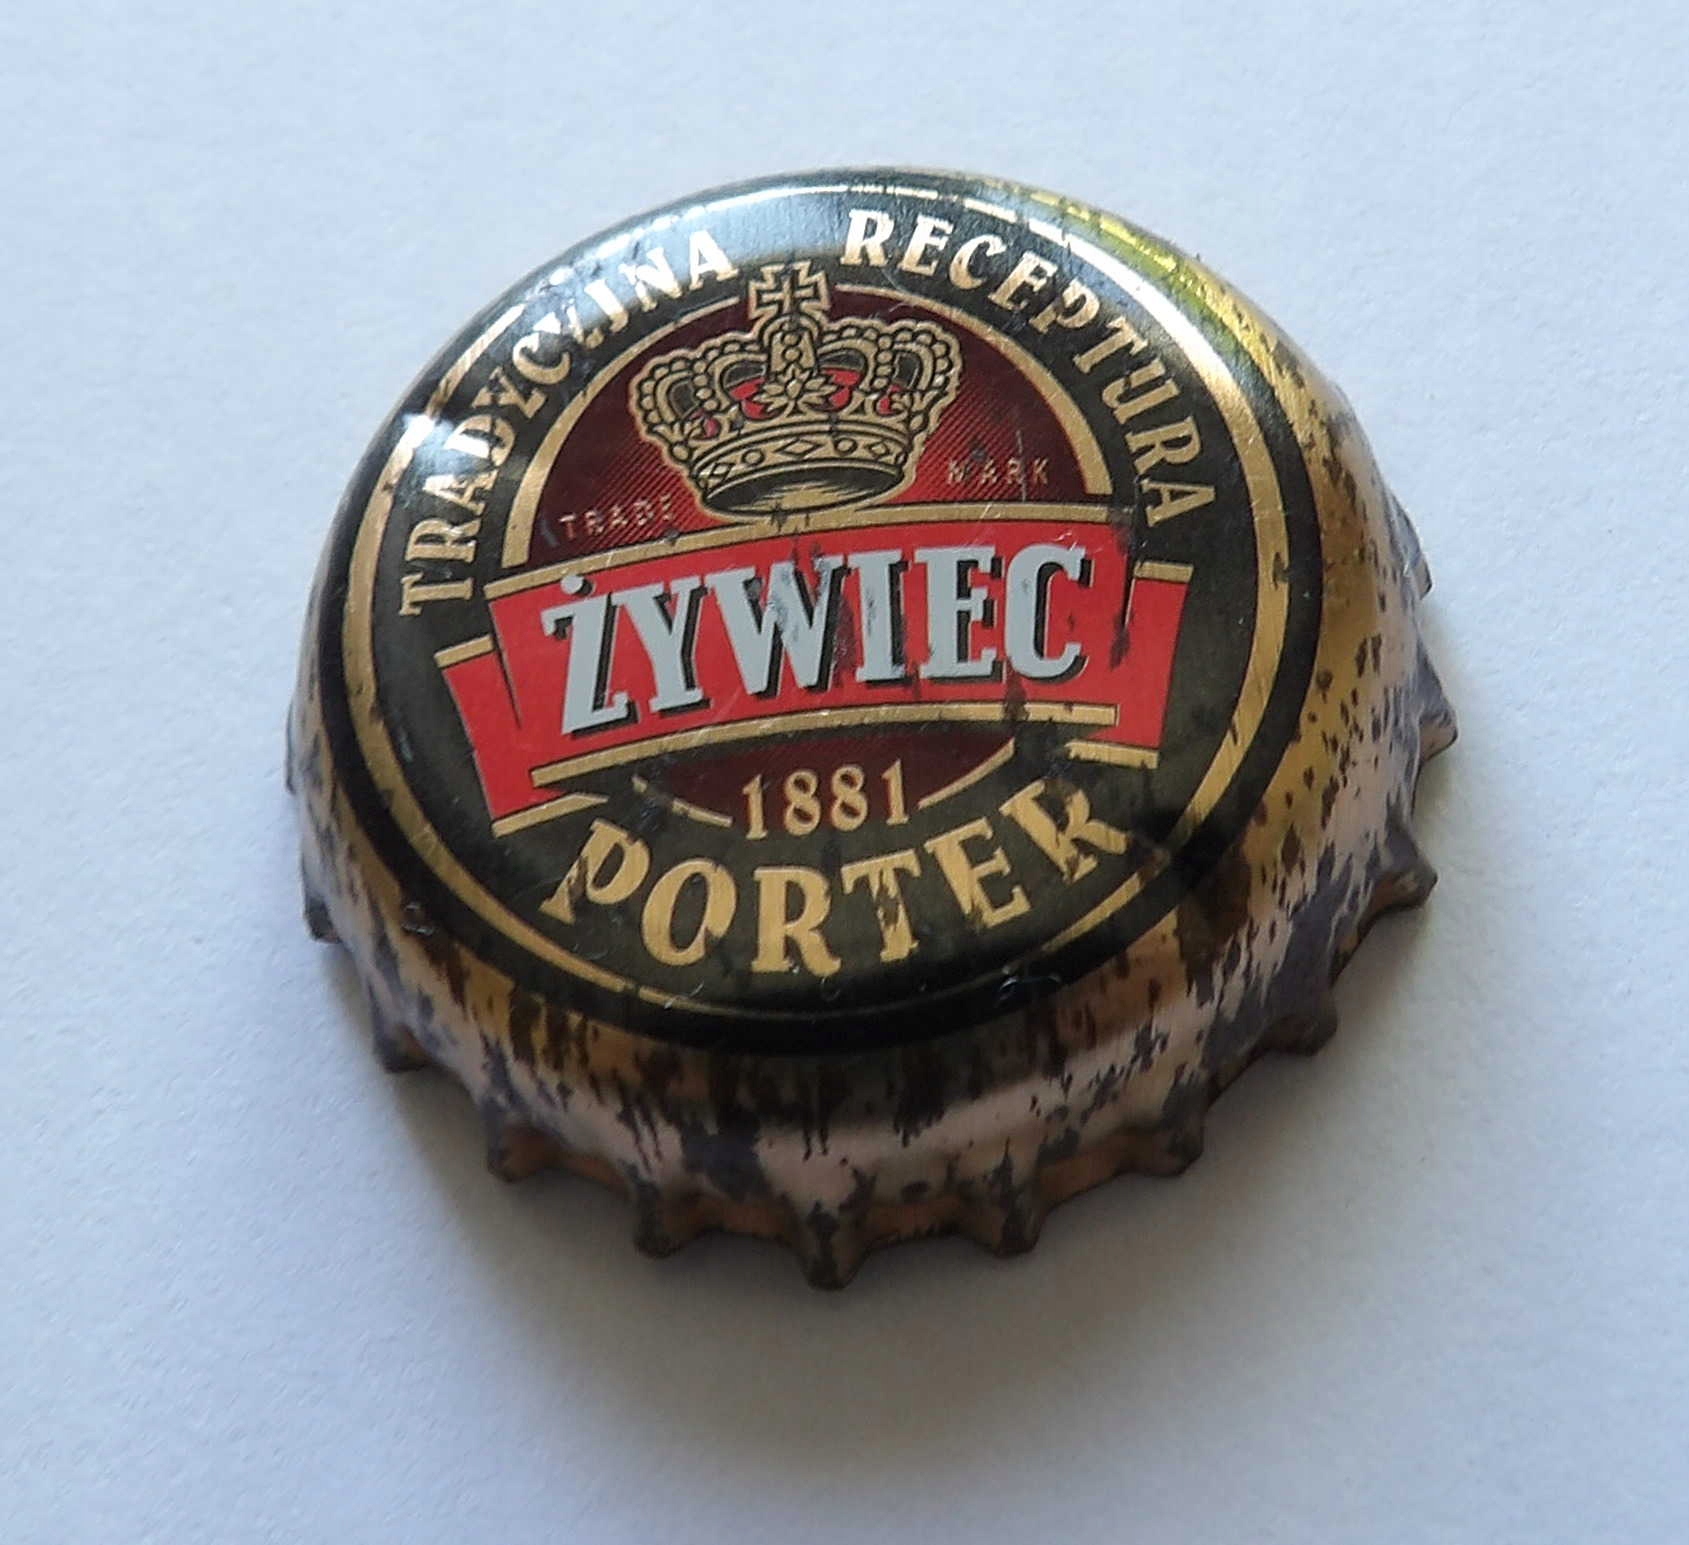 TRADYCYJNA RECEPTURA
TRADE MARK
ŻYWIEC
1881
PORTER